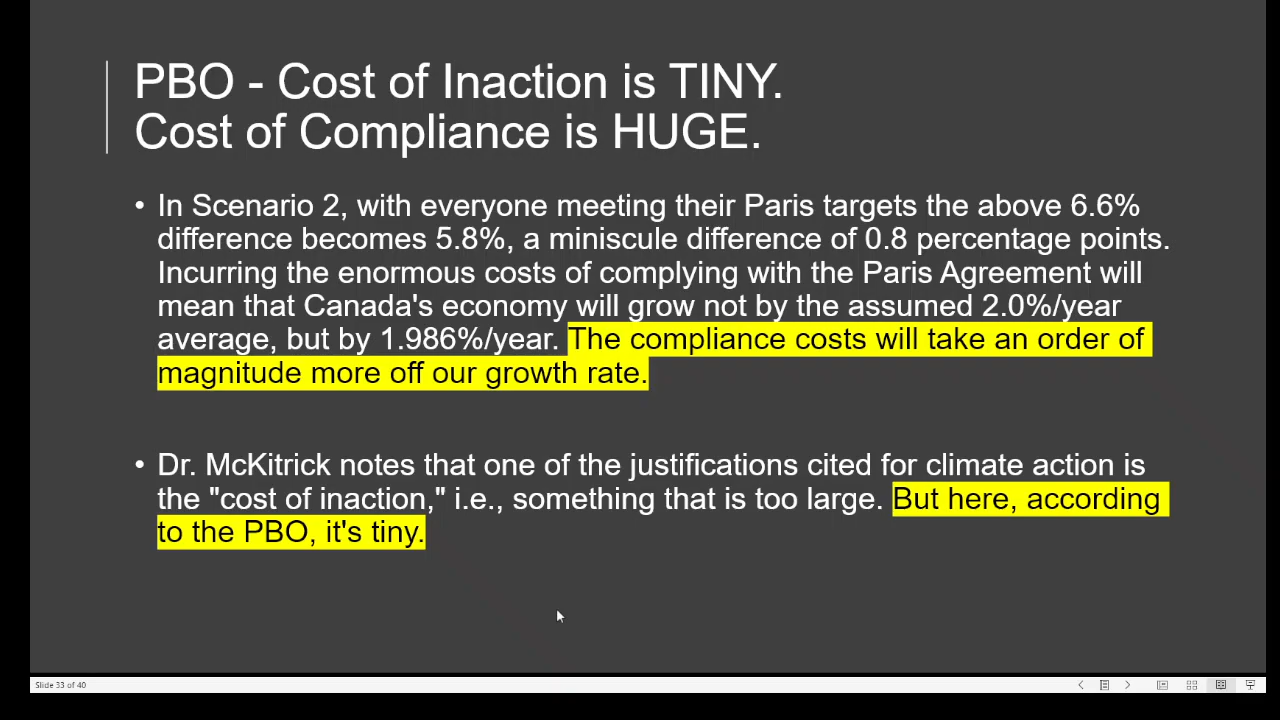 PBO - Cost of Inaction is TINY.
Cost of Compliance is HUGE.
• In Scenario 2, with everyone meeting their Paris targets the above 6.6%
difference becomes 5.8%, a miniscule difference of 0.8 percentage points.
Incurring the enormous costs of complying with the Paris Agreement will
mean that Canada's economy will grow not by the assumed 2.0%/year
average, but by 1.986%/year. The compliance costs will take an order of
magnitude more off our growth rate.
• Dr. McKitrick notes that one of the justifications cited for climate action is
the "cost of inaction," i.e., something that is too large. But here, according
to the PBO, it's tiny.
Slide 33 of 40